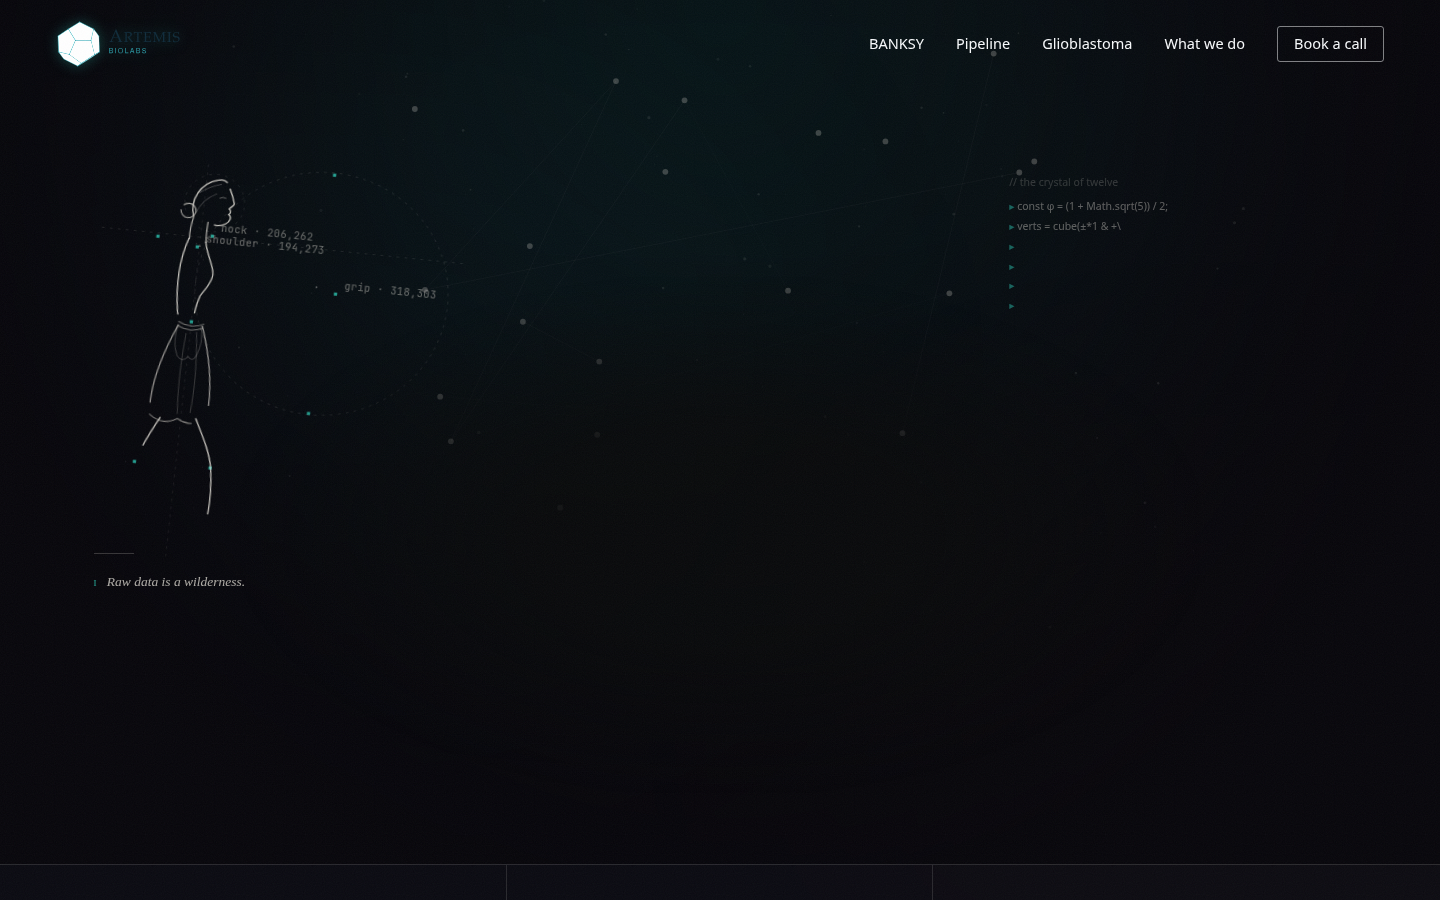 ARTEMIS
BIOLABS
BANKSY
Pipeline
Glioblastoma
What we do
Book a call
// the crystal of twelve
▸ const φ = (1 + Math.sqrt(5)) / 2;
▸ verts = cube(±*1 & +\
▸
▸
▸
▸
nock · 206,262
shoulder · 194,273
grip · 318,303
I Raw data is a wilderness.